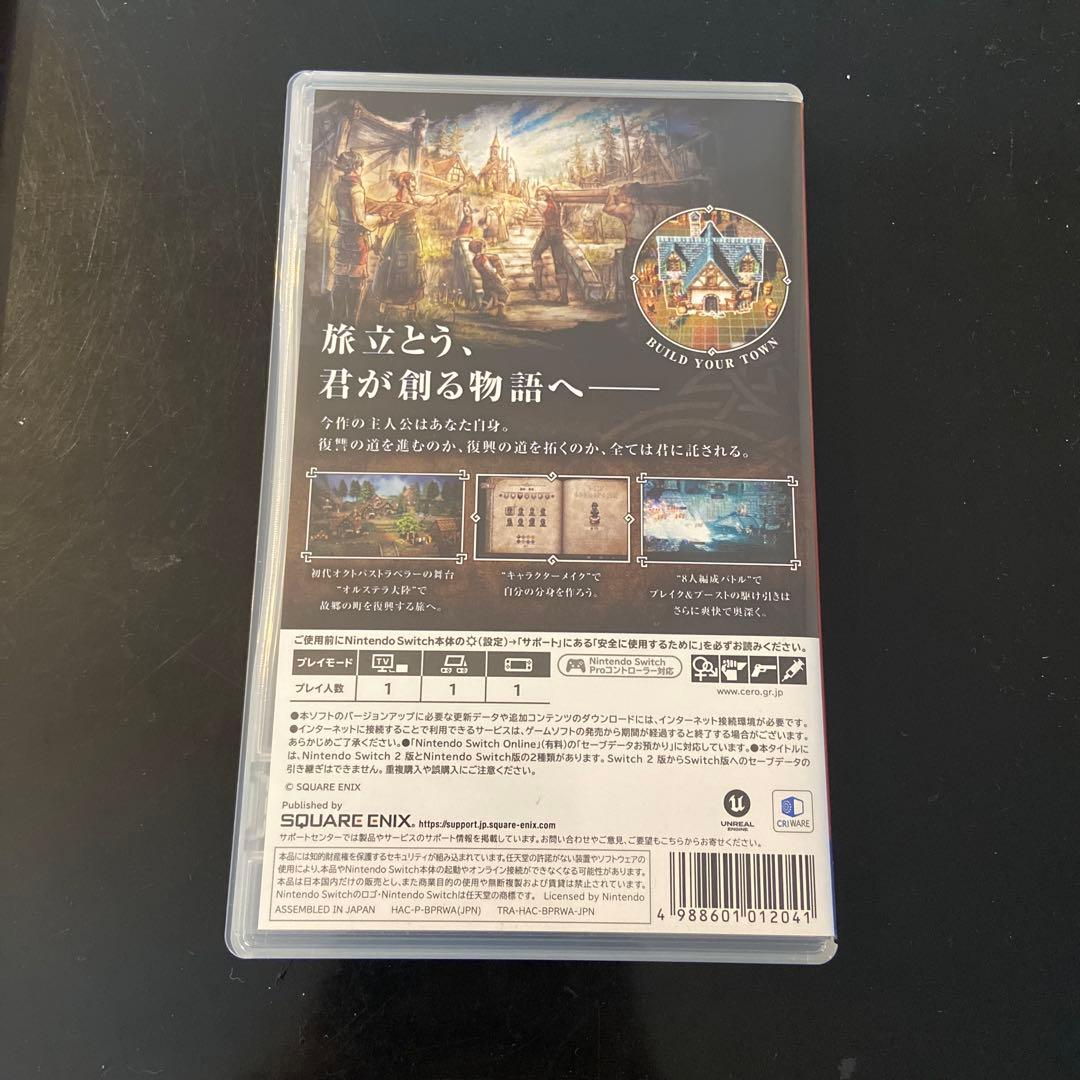 旅立とう、
君が創る物語へ――
BUILD YOUR TOWN
今作の主人公はあなた自身。
復讐の道を進むのか、復興の道を拓くのか、全ては君に託される。
初代オクトパストラベラーの舞台
“オルステラ大陸”で
故郷の町を復興する旅へ。
“キャラクターメイク”で
自分の分身を作ろう。
“8人編成バトル”で
ブレイク&ブーストの駆け引きは
さらに爽快で奥深く。
ご使用前にNintendo Switch本体の(設定)→「サポート」にある「安全に使用するために」を必ずお読みください。
プレイモード TV
プレイ人数 1 1 1
Nintendo Switch
Proコントローラー対応
www.cero.gr.jp
●本ソフトのバージョンアップに必要な更新データや追加コンテンツのダウンロードには、インターネット接続環境が必要です。
●インターネットに接続することで利用できるサービスは、ゲームソフトの発売から期間が経過すると終了する場合がございます。
あらかじめご了承ください。●「Nintendo Switch Online」(有料)の「セーブデータお預かり」に対応しています。●本タイトルに
は、Nintendo Switch 2 版とNintendo Switch版の2種類があります。Switch 2 版からSwitch版へのセーブデータの
引き継ぎはできません。重複購入や誤購入にご注意ください。
© SQUARE ENIX
Published by
SQUARE ENIX. https://support.jp.square-enix.com
UNREAL
ENGINE
CRIWARE
サポートセンターでは製品やサービスのサポート情報を掲載しています。お問い合わせやご意見、ご要望もこちらからお寄せください。
本品には知的財産権を保護するセキュリティが組み込まれています。任天堂の許諾がない装置やソフトウェアの
使用により、本品やNintendo Switch本体の起動やオンライン接続ができなくなる可能性があります。
本品は日本国内だけの販売とし、また商業目的の使用や無断複製および賃貸は禁止されています。
Nintendo Switchのロゴ・Nintendo Switchは任天堂の商標です。 Licensed by Nintendo
ASSEMBLED IN JAPAN HAC-P-BPRWA(JPN) TRA-HAC-BPRWA-JPN
4 988601 012041